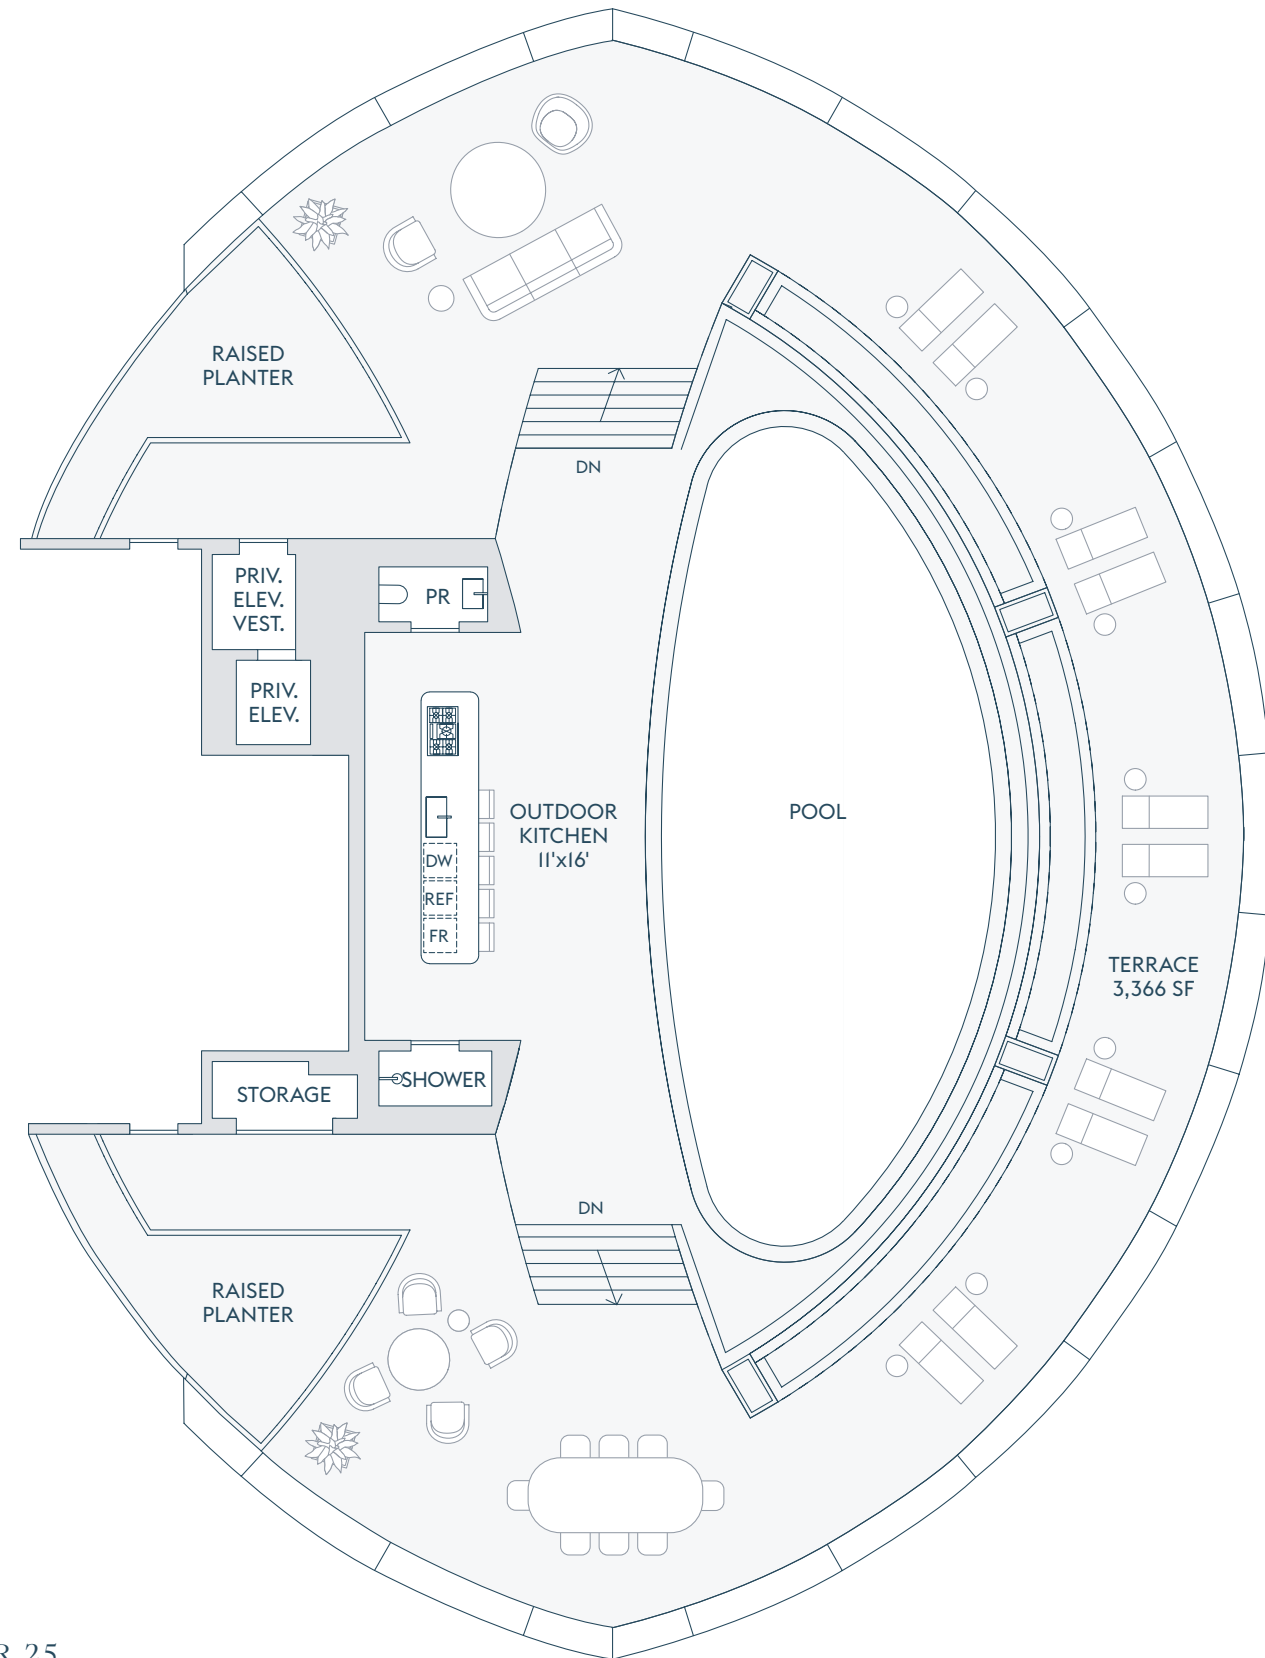 RAISED
PLANTER
DN
PRIV.
ELEV.
VEST.
PR
PRIV.
ELEV.
OUTDOOR
KITCHEN
11'x16'
POOL
DW
REF
FR
TERRACE
3,366 SF
SHOWER
STORAGE
DN
RAISED
PLANTER
R 25